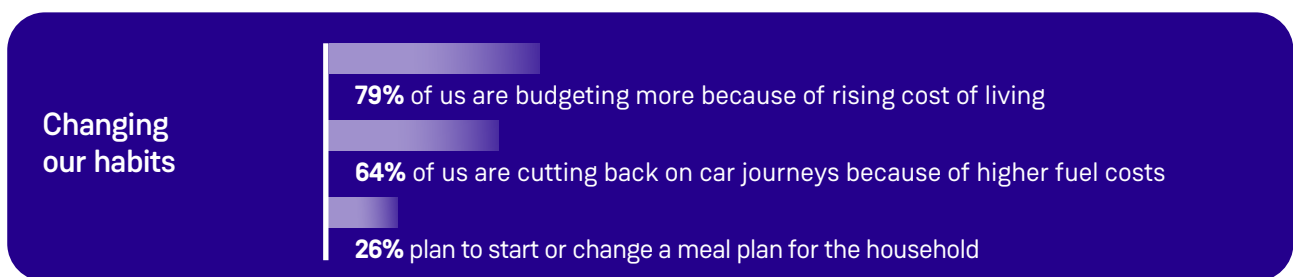 Changing
our habits
79% of us are budgeting more because of rising cost of living
64% of us are cutting back on car journeys because of higher fuel costs
26% plan to start or change a meal plan for the household